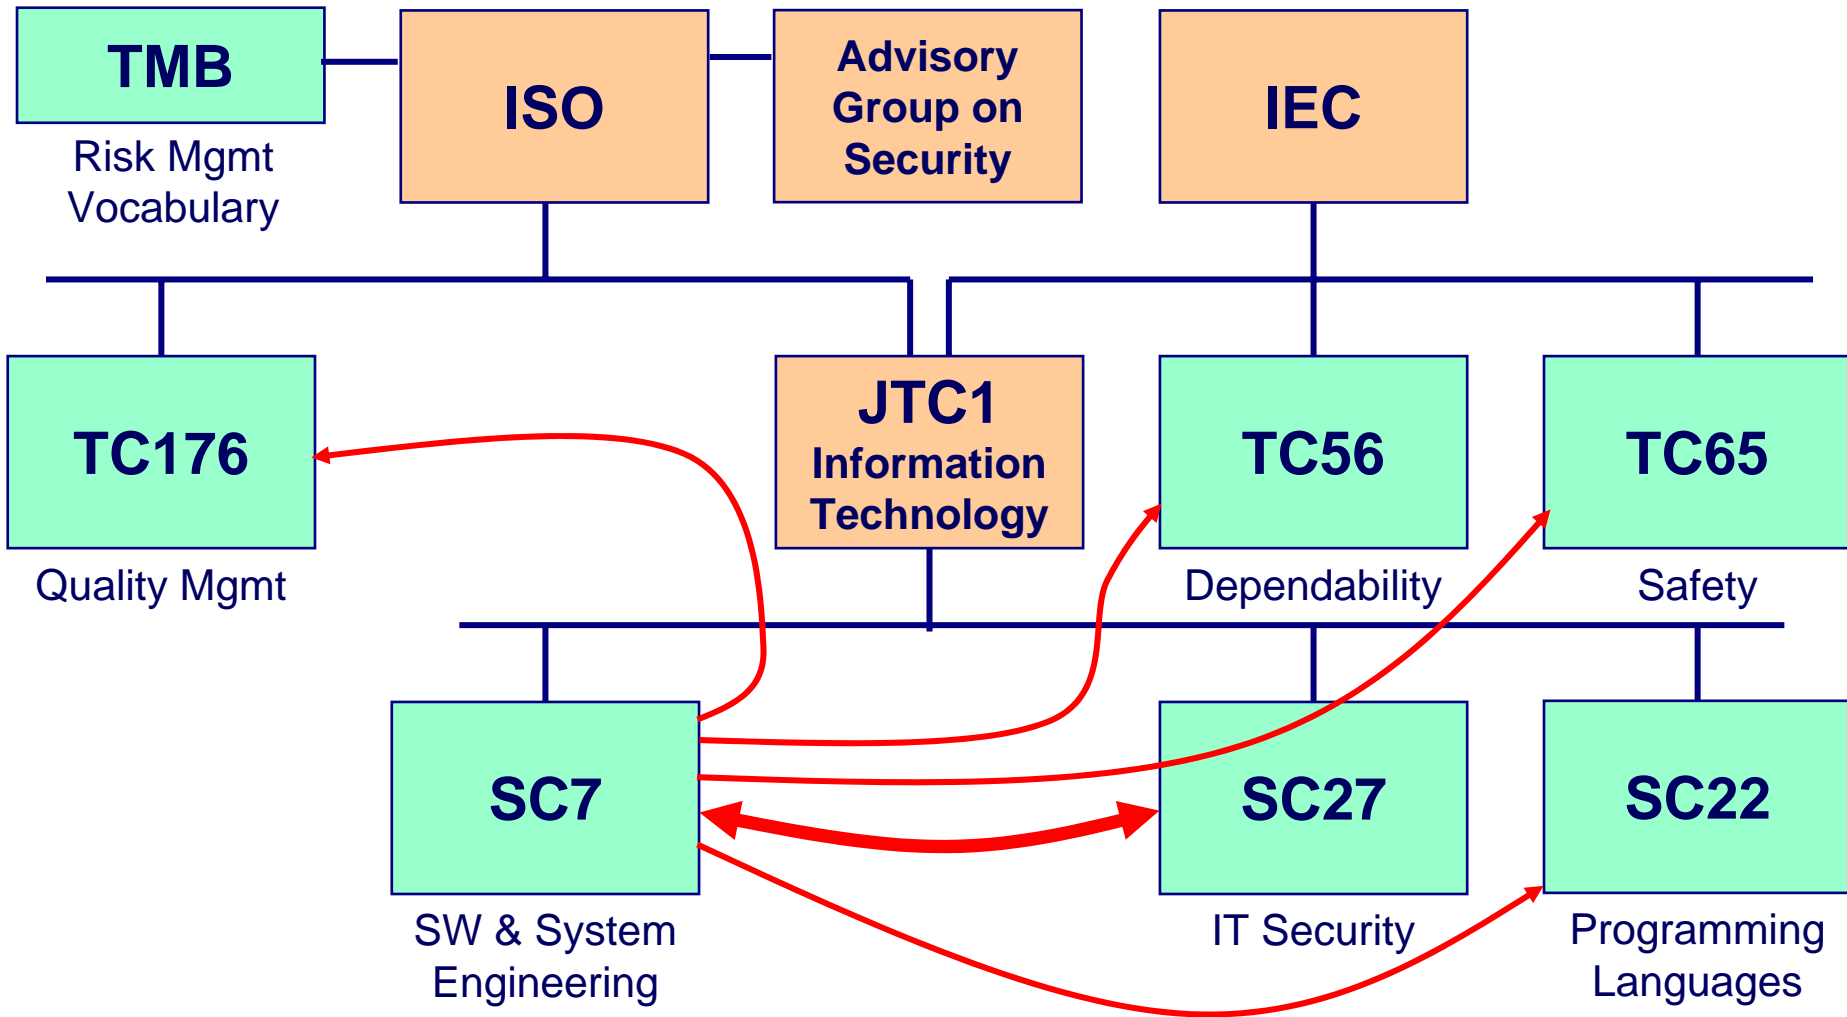 TMB
Risk Mgmt
Vocabulary
ISO
Advisory
Group on
Security
IEC
TC176
Quality Mgmt
JTC1
Information
Technology
TC56
Dependability
TC65
Safety
SC7
SW & System
Engineering
SC27
IT Security
SC22
Programming
Languages